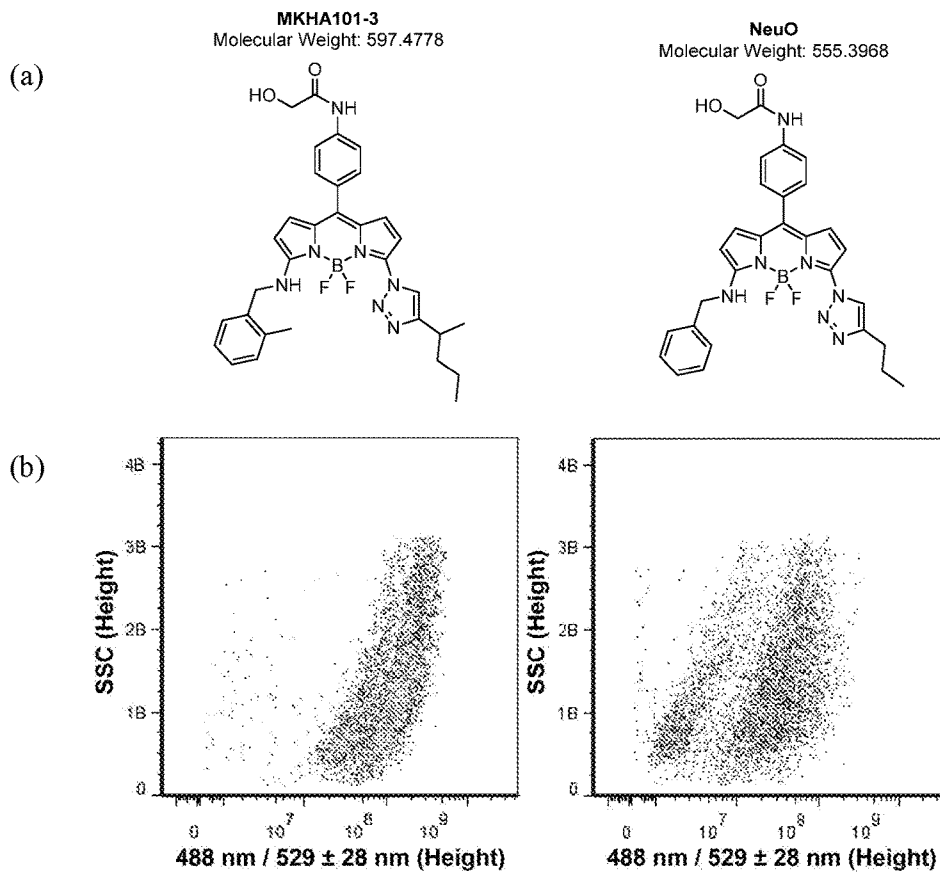 MKHA101-3
Molecular Weight: 597.4778
NeuO
Molecular Weight: 555.3968
(a)
HO
O
NH
N
B
N
NH
F
F
N
N
N
HO
O
NH
N
B
N
NH
F
F
N
N
N
(b)
SSC (Height)
4B
3B
2B
1B
0
0
10^7
10^8
10^9
488 nm / 529 ± 28 nm (Height)
SSC (Height)
4B
3B
2B
1B
0
0
10^7
10^8
10^9
488 nm / 529 ± 28 nm (Height)